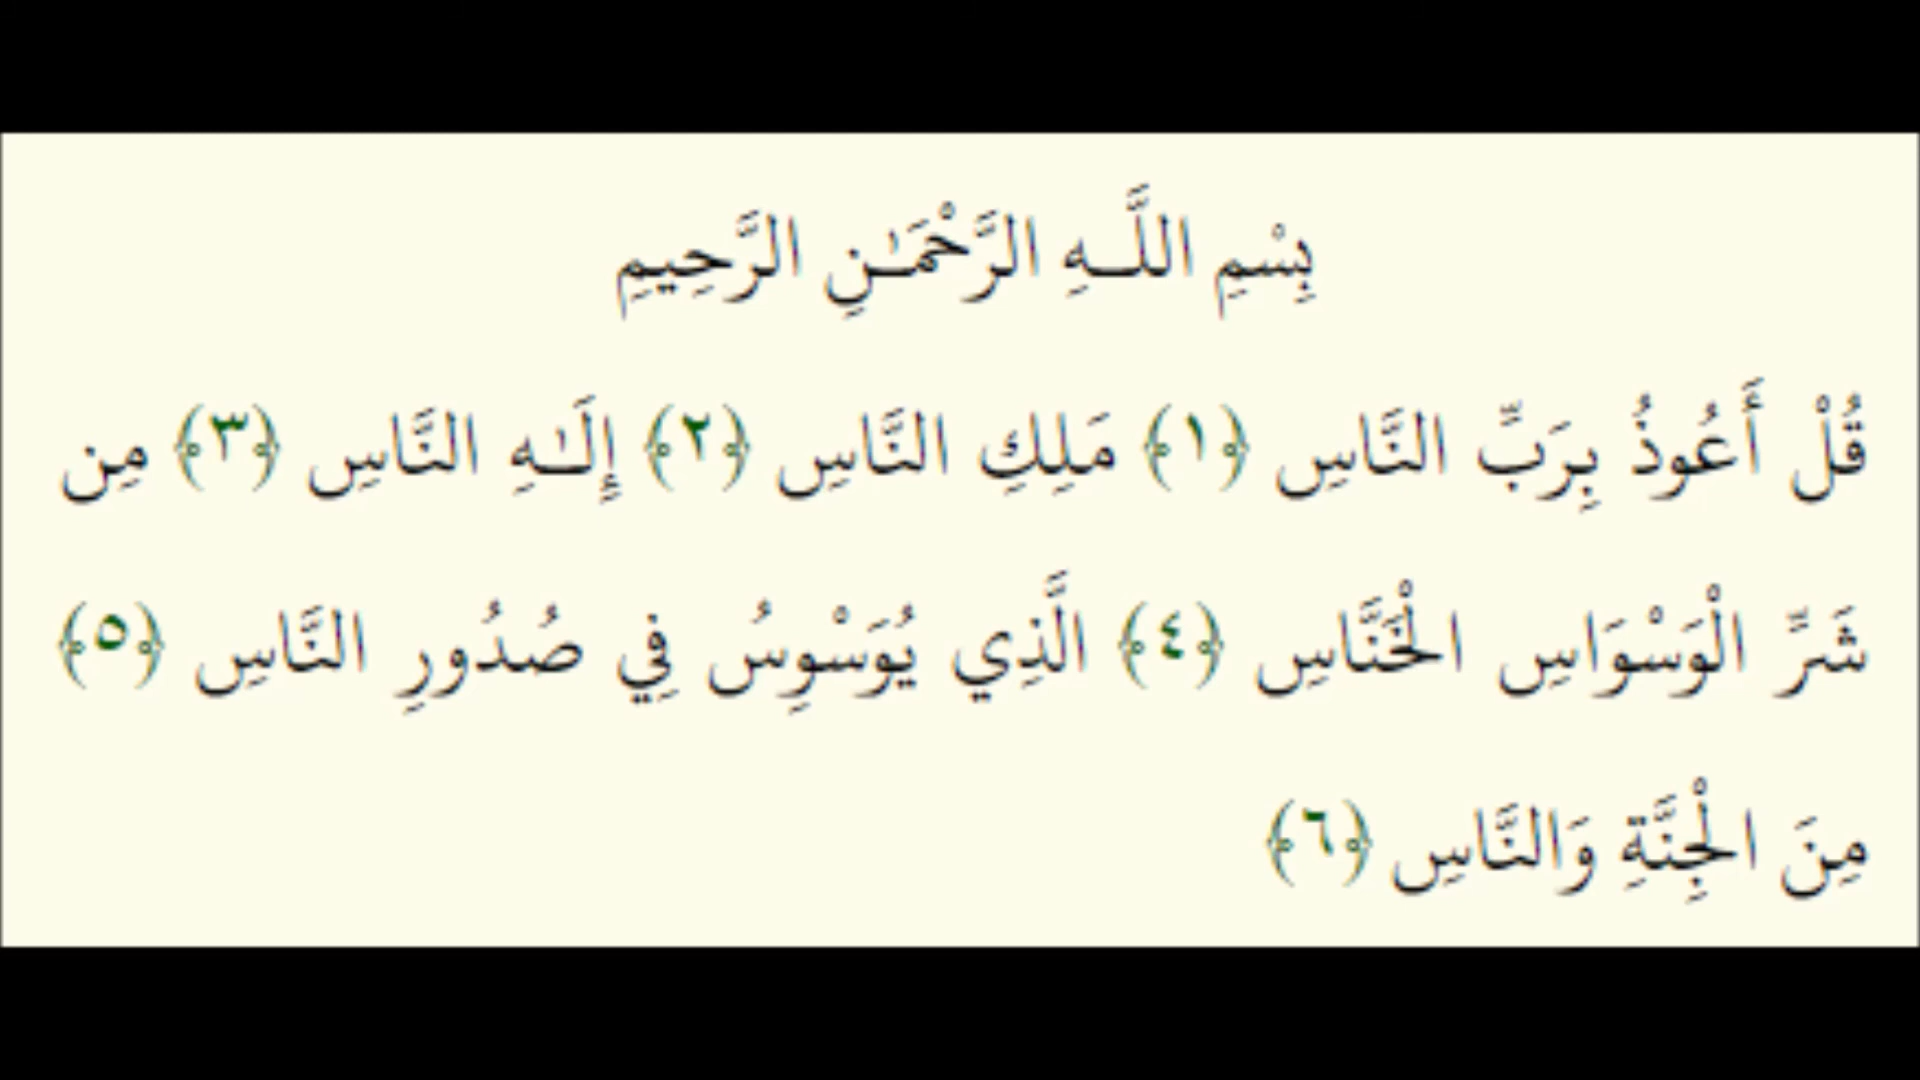 بِسْمِ اللَّـهِ الرَّحْمَـٰنِ الرَّحِيمِ
قُلْ أَعُوذُ بِرَبِّ النَّاسِ ﴿١﴾ مَلِكِ النَّاسِ ﴿٢﴾ إِلَـٰهِ النَّاسِ ﴿٣﴾ مِن
شَرِّ الْوَسْوَاسِ الْخَنَّاسِ ﴿٤﴾ الَّذِي يُوَسْوِسُ فِي صُدُورِ النَّاسِ ﴿٥﴾
مِنَ الْجِنَّةِ وَالنَّاسِ ﴿٦﴾